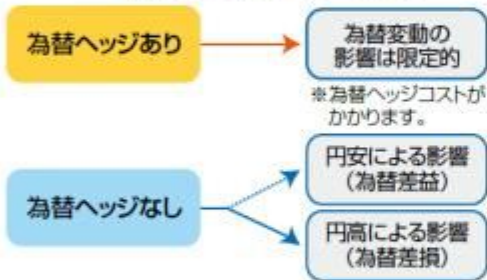 為替ヘッジあり
為替変動の
影響は限定的
※為替ヘッジコストが
かかります。
為替ヘッジなし
円安による影響
（為替差益）
円高による影響
（為替差損）